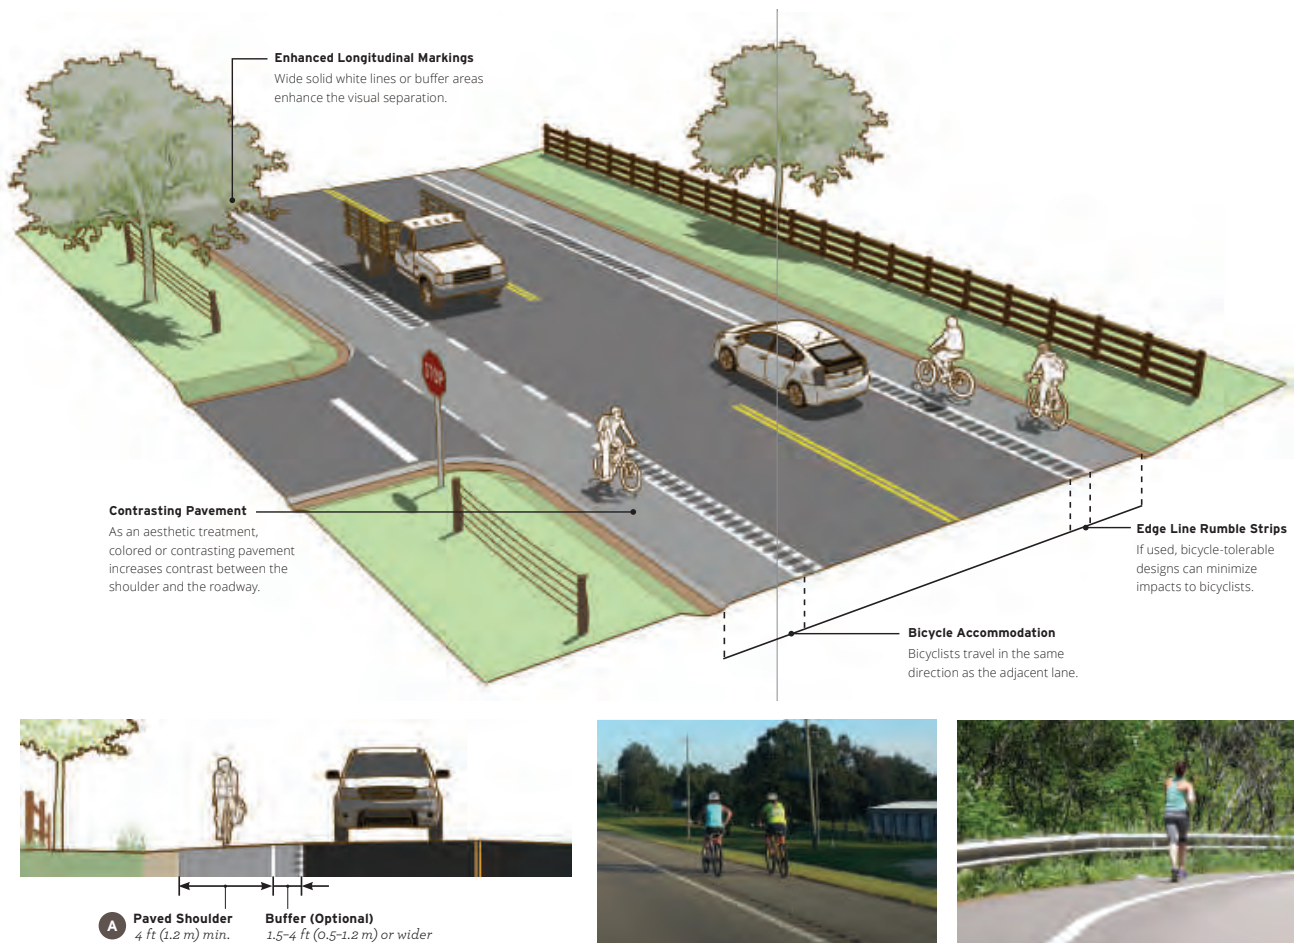 Enhanced Longitudinal Markings
Wide solid white lines or buffer areas
enhance the visual separation.
STOP
Contrasting Pavement
As an aesthetic treatment,
colored or contrasting pavement
increases contrast between the
shoulder and the roadway.
Edge Line Rumble Strips
If used, bicycle-tolerable
designs can minimize
impacts to bicyclists.
Bicycle Accommodation
Bicyclists travel in the same
direction as the adjacent lane.
A
Paved Shoulder
4 ft (1.2 m) min.
Buffer (Optional)
1.5-4 ft (0.5-1.2 m) or wider